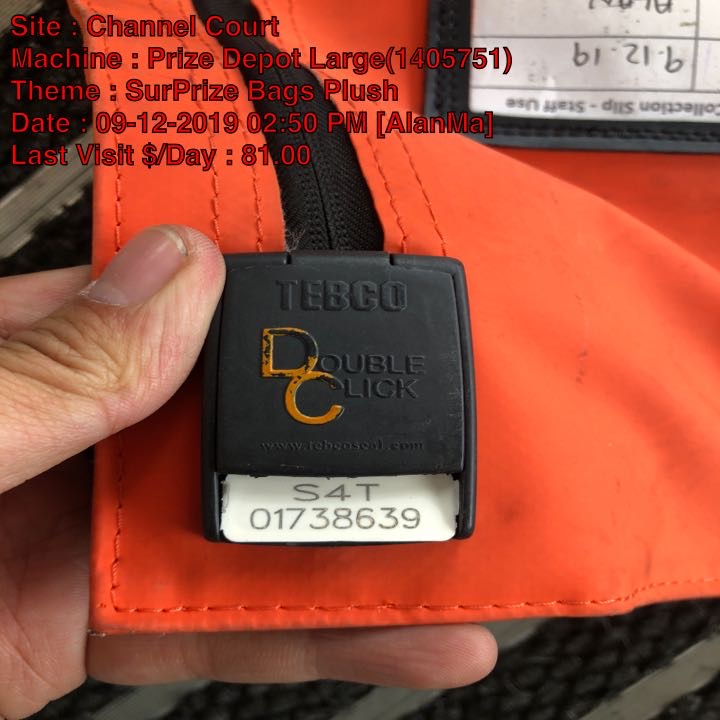 Site : Channel Court
Machine : Prize Depot Large(1405751)
Theme : SurPrize Bags Plush
Date : 09-12-2019 02:50 PM [AlanMa]
Last Visit $/Day : 81.00
9.12.19
Collection Slip - Staff Use
TEBCO
DOUBLE
CLICK
www.tebcoseal.com
S4T
01738639